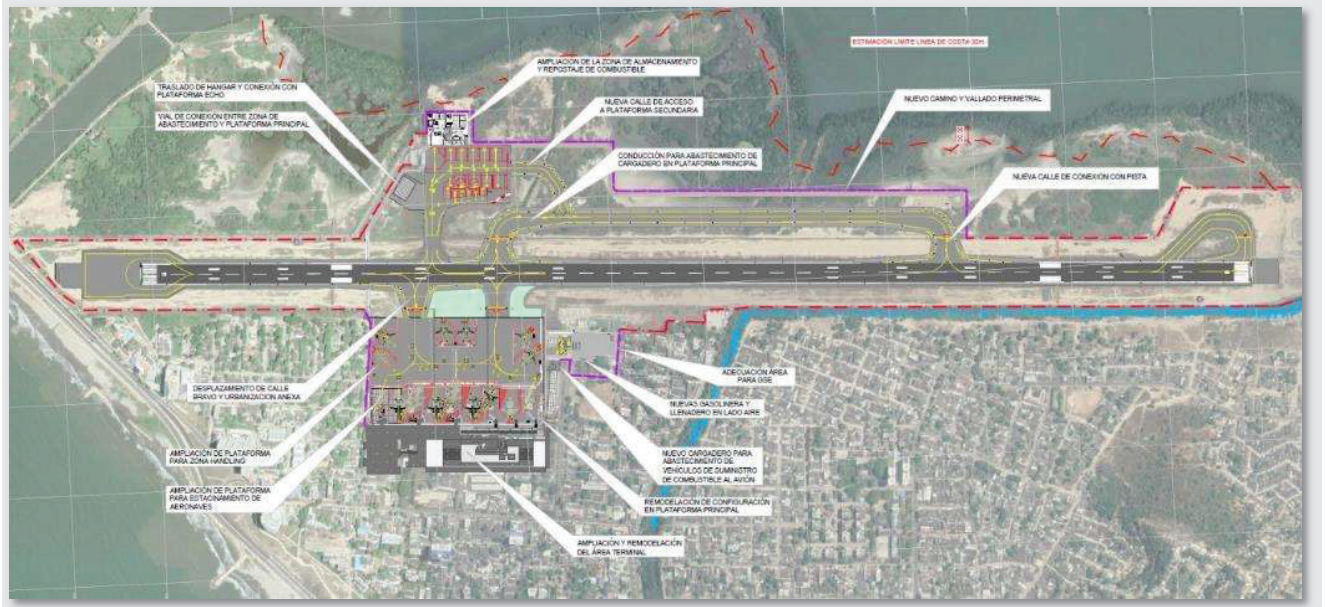 ESTIMACIÓN LÍMITE LINEA DE COSTA 30H.
AMPLIACIÓN DE LA ZONA DE ALMACENAMIENTO
Y REPOSTAJE DE COMBUSTIBLE
TRASLADO DE HANGAR Y CONEXIÓN CON
PLATAFORMA ECHO
NUEVA CALLE DE ACCESO
A PLATAFORMA SECUNDARIA
NUEVO CAMINO Y VALLADO PERIMETRAL
VIAL DE CONEXIÓN ENTRE ZONA DE
ABASTECIMIENTO Y PLATAFORMA PRINCIPAL
CONDUCCIÓN PARA ABASTECIMIENTO DE
CARGADERO EN PLATAFORMA PRINCIPAL
NUEVA CALLE DE CONEXIÓN CON PISTA
DESPLAZAMIENTO DE CALLE
BRAVO Y URBANIZACIÓN ANEXA
ADECUACIÓN ÁREA
PARA GSE
NUEVAS GASOLINERA Y
LLENADERO EN LADO AIRE
AMPLIACIÓN DE PLATAFORMA
PARA ZONA HANDLING
NUEVO CARGADERO PARA
ABASTECIMIENTO DE
VEHÍCULOS DE SUMINISTRO
DE COMBUSTIBLE AL AVIÓN
AMPLIACIÓN DE PLATAFORMA
PARA ESTACINAMIENTO DE
AERONAVES
REMODELACIÓN DE CONFIGURACIÓN
EN PLATAFORMA PRINCIPAL
AMPLIACIÓN Y REMODELACIÓN
DEL ÁREA TERMINAL